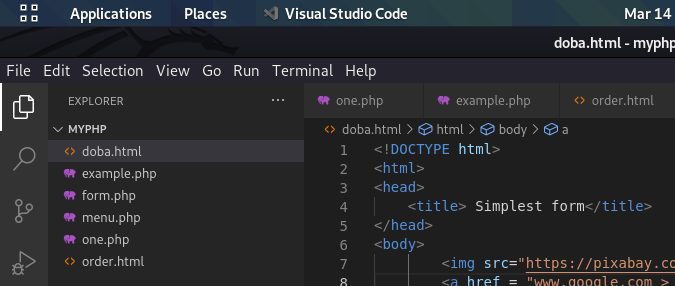 Applications Places Visual Studio Code Mar 14
doba.html - myphp
File Edit Selection View Go Run Terminal Help
EXPLORER ... one.php example.php order.html
MYPHP doba.html > html > body > a
doba.html
example.php
form.php
menu.php
one.php
order.html
1 <!DOCTYPE html>
2 <html>
3 <head>
4 <title> Simplest form</title>
5 </head>
6 <body>
7 <img src="https://pixabay.co
8 <a href = "www.google.com >